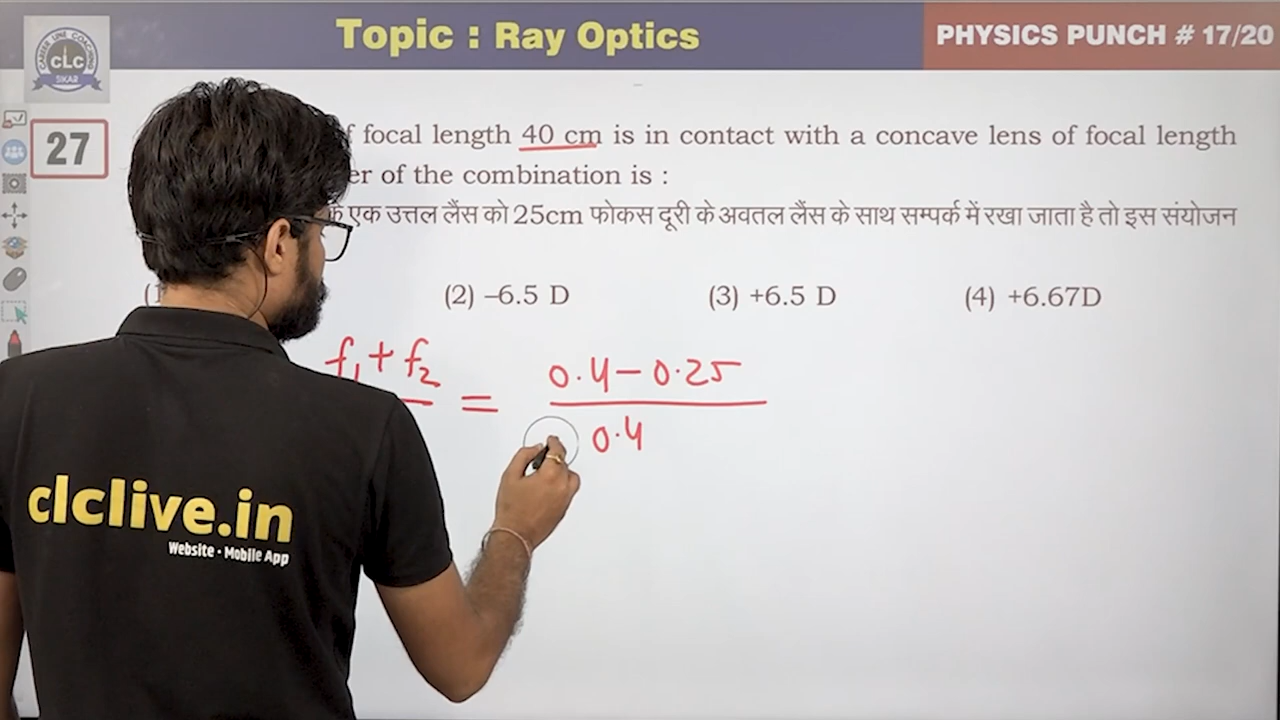 Topic : Ray Optics
PHYSICS PUNCH # 17/20
CAREER LINE COACHING
CLC
SIKAR
27
focal length 40 cm is in contact with a concave lens of focal length
of the combination is :
एक उत्तल लैंस को 25cm फोकस दूरी के अवतल लैंस के साथ सम्पर्क में रखा जाता है तो इस संयोजन
(2) –6.5 D (3) +6.5 D (4) +6.67D
f₁ + f₂ = 0.4 – 0.25
0.4
clclive.in
Website · Mobile App